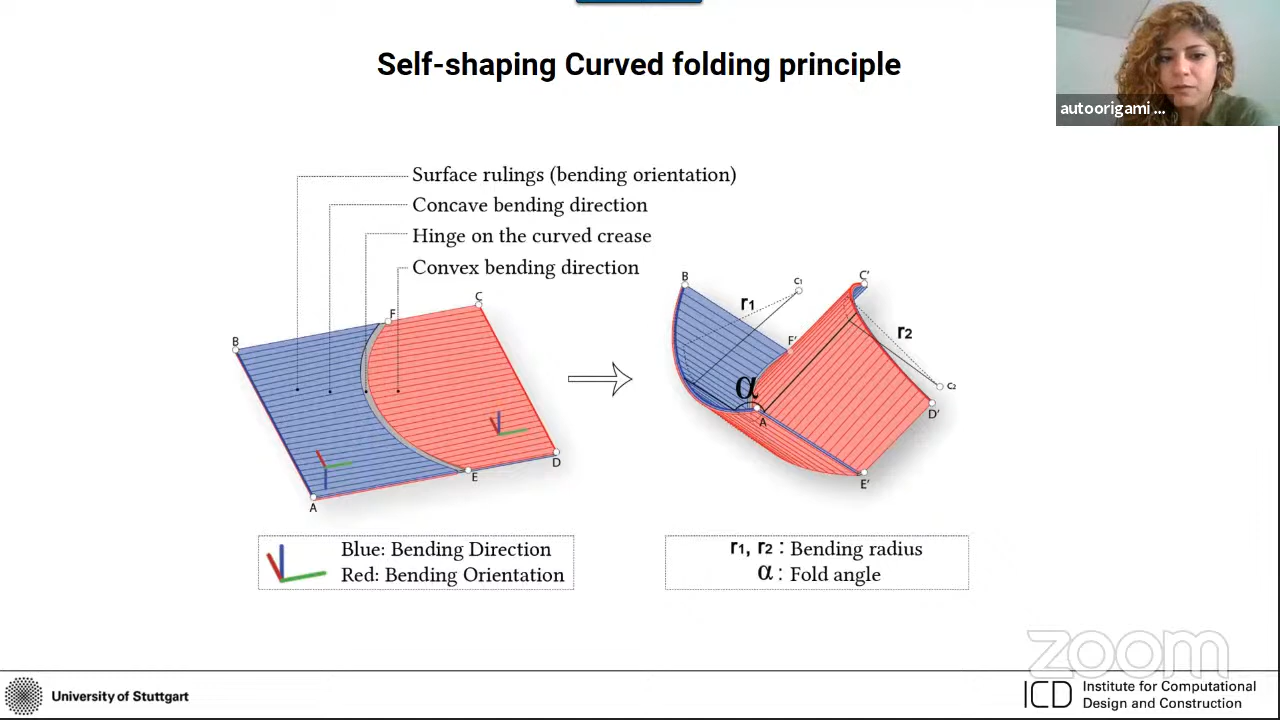 Self-shaping Curved folding principle
autoorigami ...
Surface rulings (bending orientation)
Concave bending direction
Hinge on the curved crease
Convex bending direction
B
F
C
A
E
D
B
C₁
C'
r₁
r₂
F'
α
C₂
A
D'
E'
Blue: Bending Direction
Red: Bending Orientation
r₁, r₂ : Bending radius
α : Fold angle
zoom
University of Stuttgart
ICD
Institute for Computational
Design and Construction